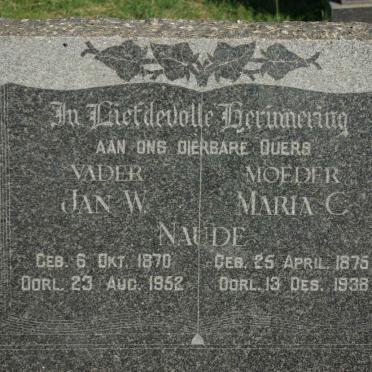 In Liefdevolle Herinnering
AAN ONS DIERBARE OUERS
VADER MOEDER
JAN W. MARIA C.
NAUDE
GEB. 6 OKT. 1870 GEB. 25 APRIL. 1875
OORL. 23 AUG. 1952 OORL. 13 DES. 1938